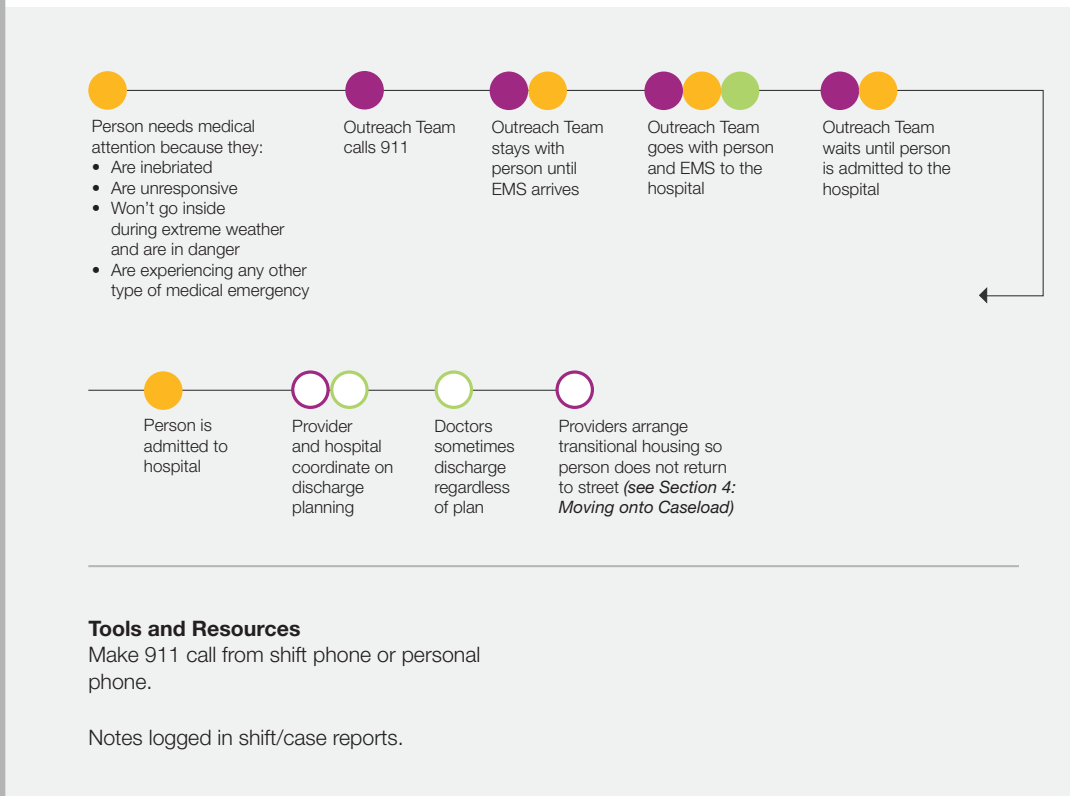 Person needs medical
attention because they:
• Are inebriated
• Are unresponsive
• Won’t go inside
during extreme weather
and are in danger
• Are experiencing any other
type of medical emergency
Outreach Team
calls 911
Outreach Team
stays with
person until
EMS arrives
Outreach Team
goes with person
and EMS to the
hospital
Outreach Team
waits until person
is admitted to the
hospital
Person is
admitted to
hospital
Provider
and hospital
coordinate on
discharge
planning
Doctors
sometimes
discharge
regardless
of plan
Providers arrange
transitional housing so
person does not return
to street (see Section 4:
Moving onto Caseload)
Tools and Resources
Make 911 call from shift phone or personal
phone.
Notes logged in shift/case reports.